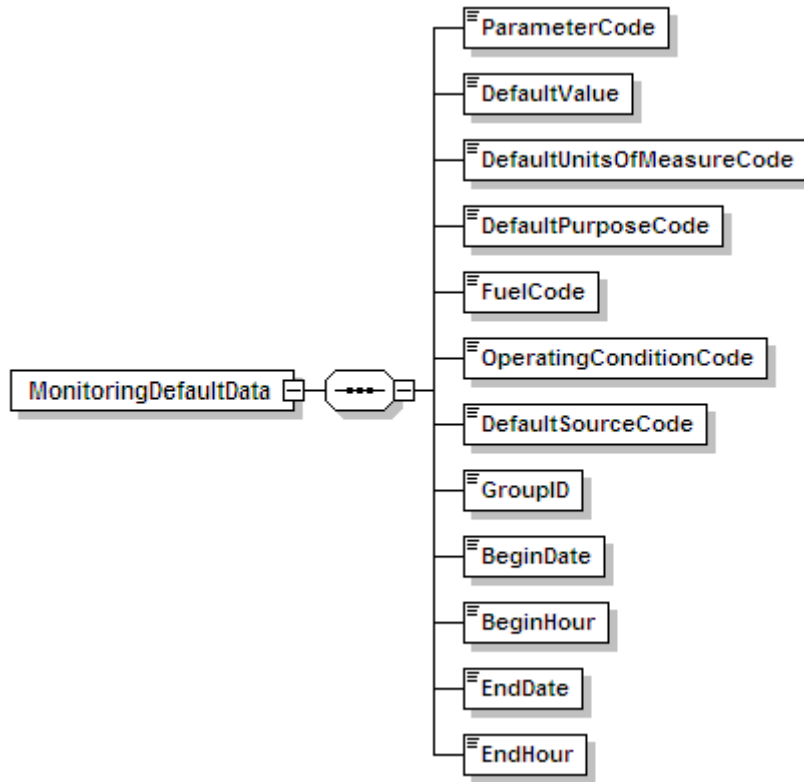 ParameterCode
DefaultValue
DefaultUnitsOfMeasureCode
DefaultPurposeCode
FuelCode
OperatingConditionCode
MonitoringDefaultData
DefaultSourceCode
GroupID
BeginDate
BeginHour
EndDate
EndHour